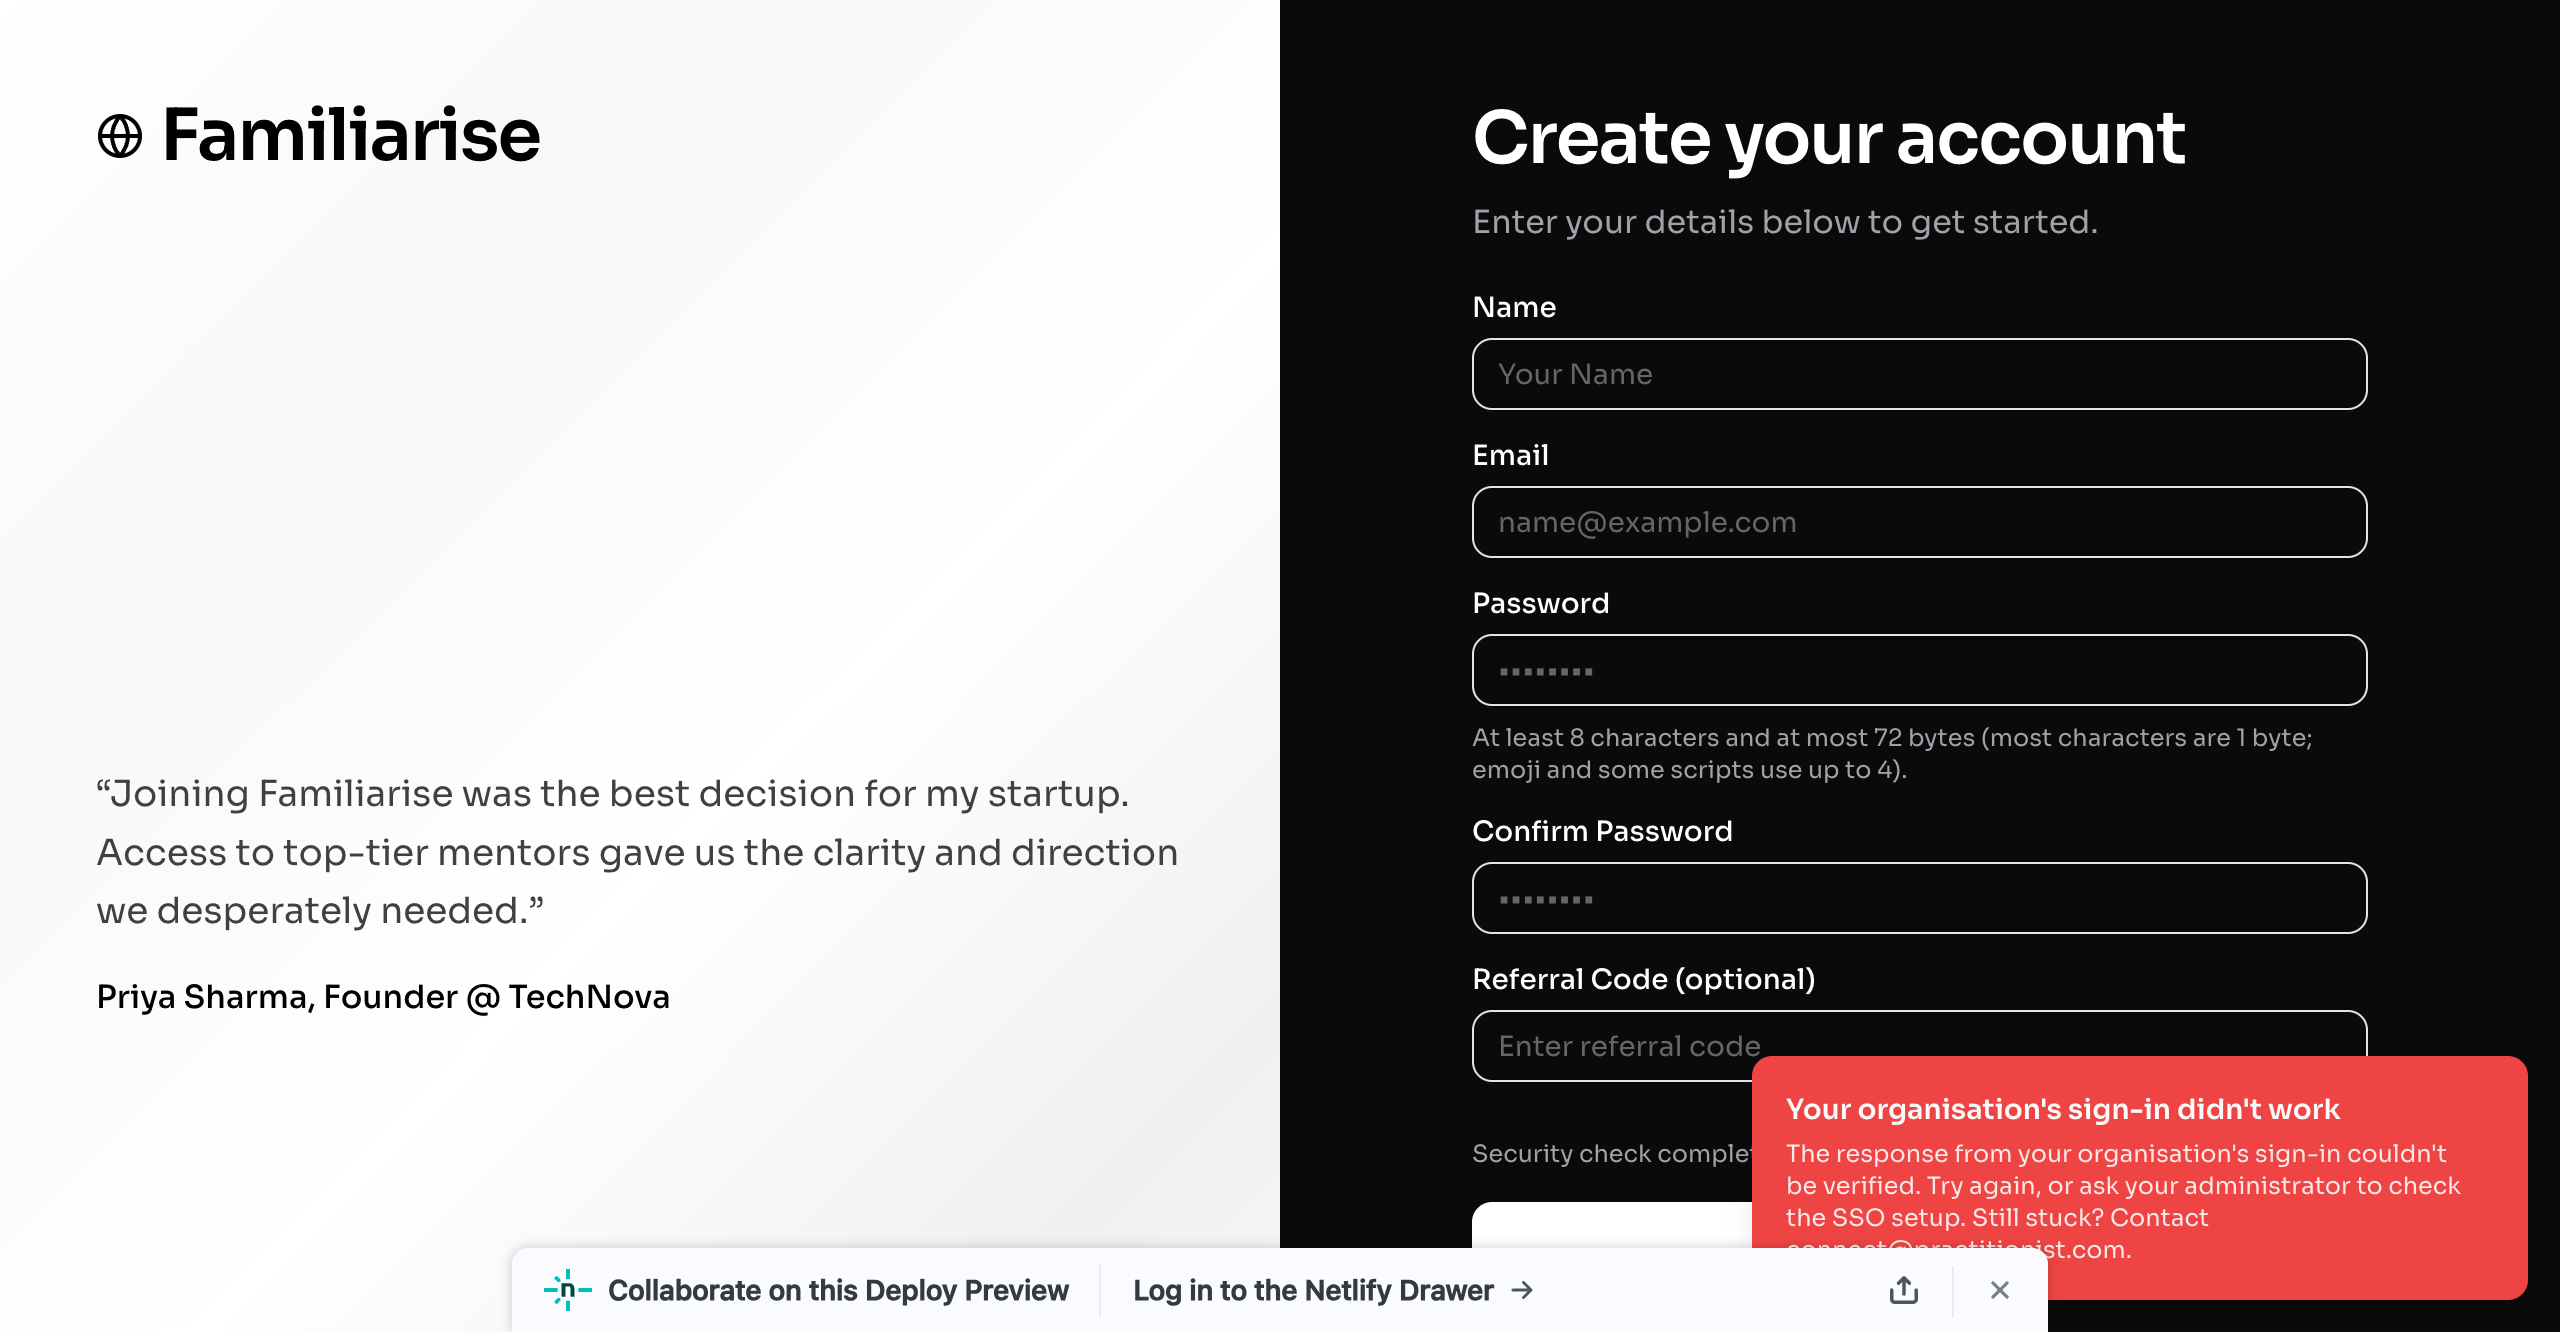 Familiarise
“Joining Familiarise was the best decision for my startup.
Access to top-tier mentors gave us the clarity and direction
we desperately needed.”
Priya Sharma, Founder @ TechNova
Create your account
Enter your details below to get started.
Name
Your Name
Email
name@example.com
Password
At least 8 characters and at most 72 bytes (most characters are 1 byte;
emoji and some scripts use up to 4).
Confirm Password
Referral Code (optional)
Enter referral code
Security check
Your organisation's sign-in didn't work
The response from your organisation's sign-in couldn't
be verified. Try again, or ask your administrator to check
the SSO setup. Still stuck? Contact
connect@practitionist.com.
Collaborate on this Deploy Preview
Log in to the Netlify Drawer →